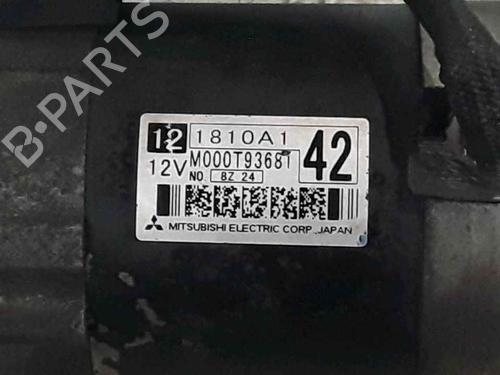 12 1810A1 42
12V M000T93681
NO. 8Z 24
MITSUBISHI ELECTRIC CORP. JAPAN
B-PARTS